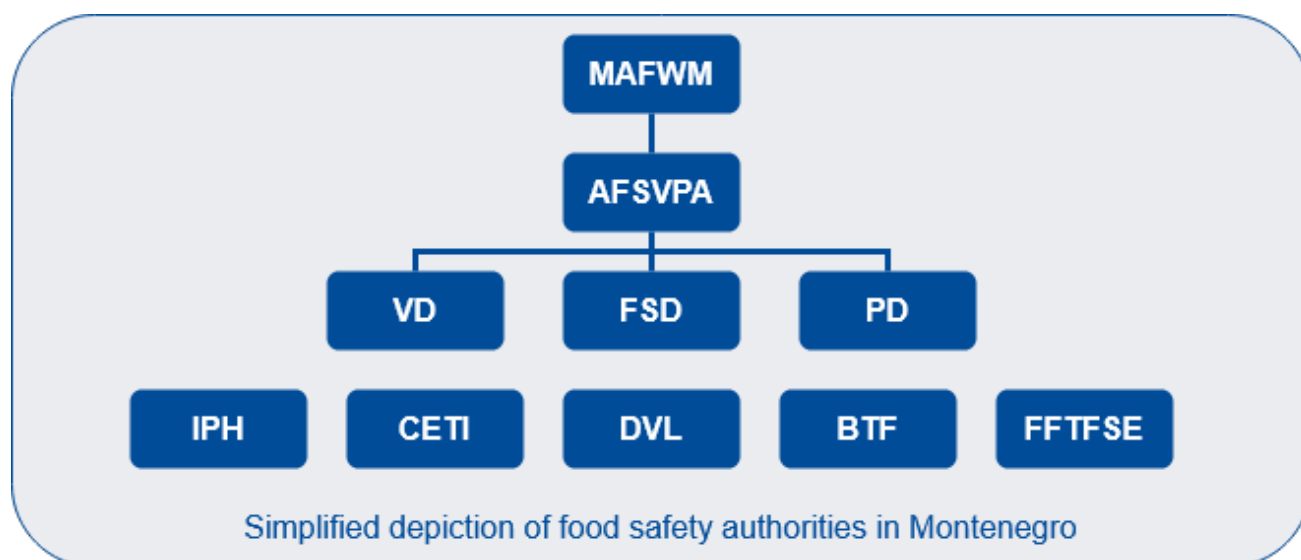 MAFWM
AFSVPA
VD FSD PD
IPH CETI DVL BTF FFTFSE
Simplified depiction of food safety authorities in Montenegro